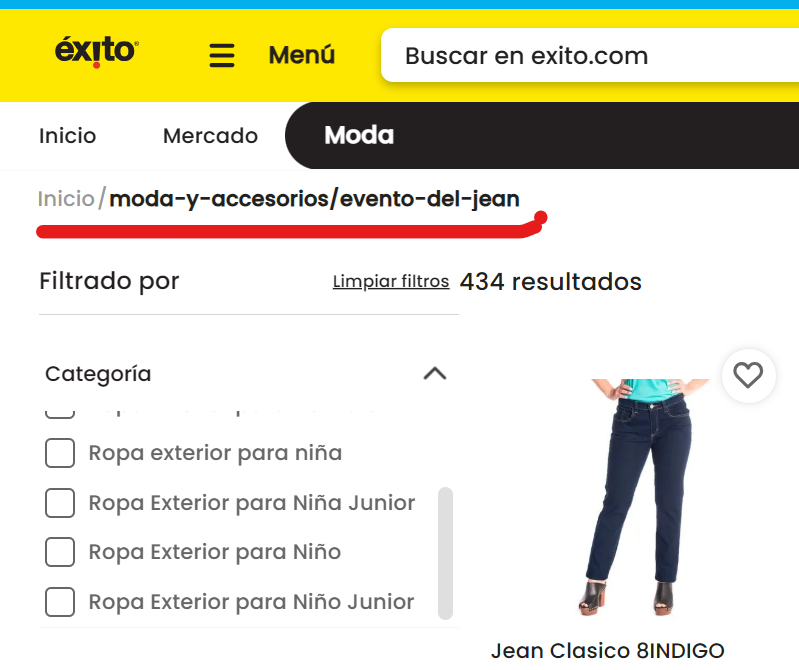 éxito
Menú
Buscar en exito.com
Inicio
Mercado
Moda
Inicio/moda-y-accesorios/evento-del-jean
Filtrado por
Limpiar filtros
434 resultados
Categoría
Ropa exterior para niña
Ropa Exterior para Niña Junior
Ropa Exterior para Niño
Ropa Exterior para Niño Junior
Jean Clasico 8INDIGO